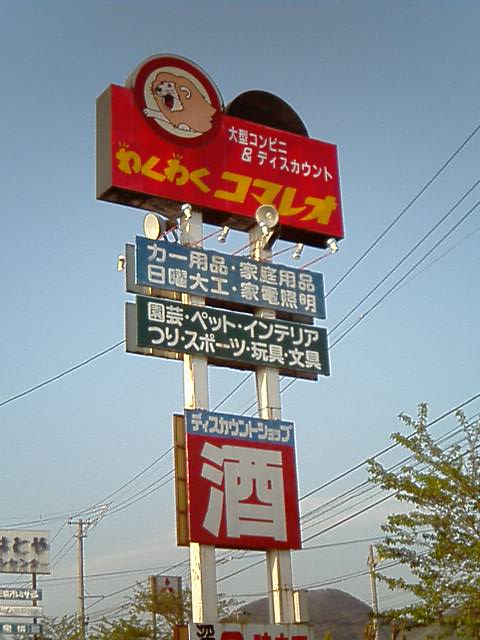 大型コンビニ
& ディスカウント
わくわくコマレオ
カー用品・家庭用品
日曜大工・家電照明
園芸・ペット・インテリア
つり・スポーツ・玩具・文具
ディスカウントショップ
酒